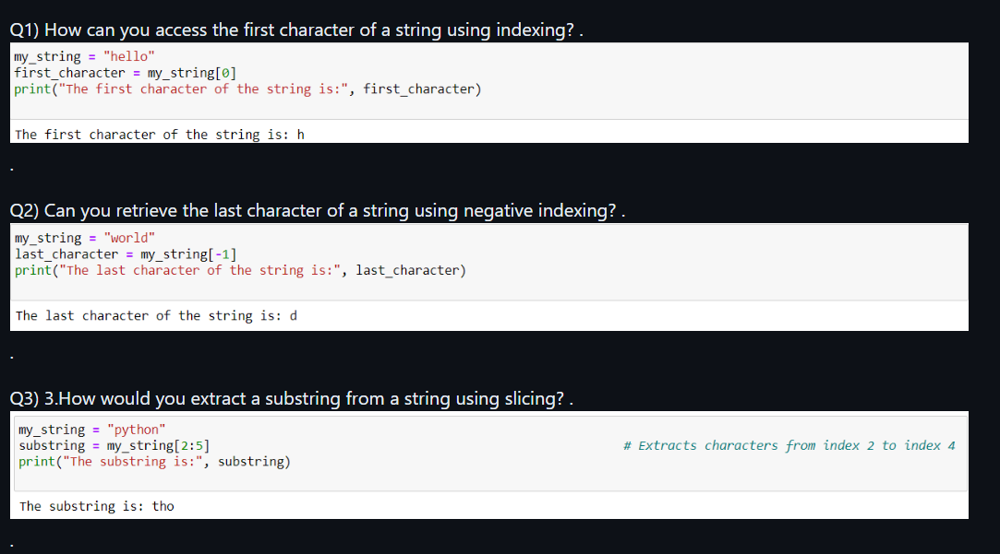 Q1) How can you access the first character of a string using indexing? .
my_string = "hello"
first_character = my_string[0]
print("The first character of the string is:", first_character)
The first character of the string is: h
.
Q2) Can you retrieve the last character of a string using negative indexing? .
my_string = "world"
last_character = my_string[-1]
print("The last character of the string is:", last_character)
The last character of the string is: d
.
Q3) 3.How would you extract a substring from a string using slicing? .
my_string = "python"
substring = my_string[2:5] # Extracts characters from index 2 to index 4
print("The substring is:", substring)
The substring is: tho
.